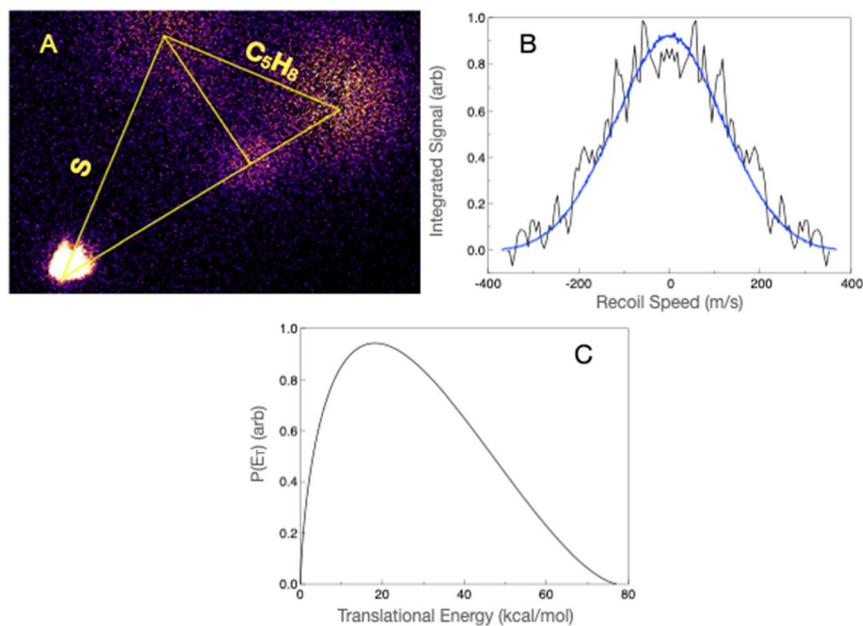 A
S
C₅H₈
B
Integrated Signal (arb)
1.0
0.8
0.6
0.4
0.2
0.0
-400 -200 0 200 400
Recoil Speed (m/s)
C
P(E_T) (arb)
1.0
0.8
0.6
0.4
0.2
0.0
0 20 40 60 80
Translational Energy (kcal/mol)